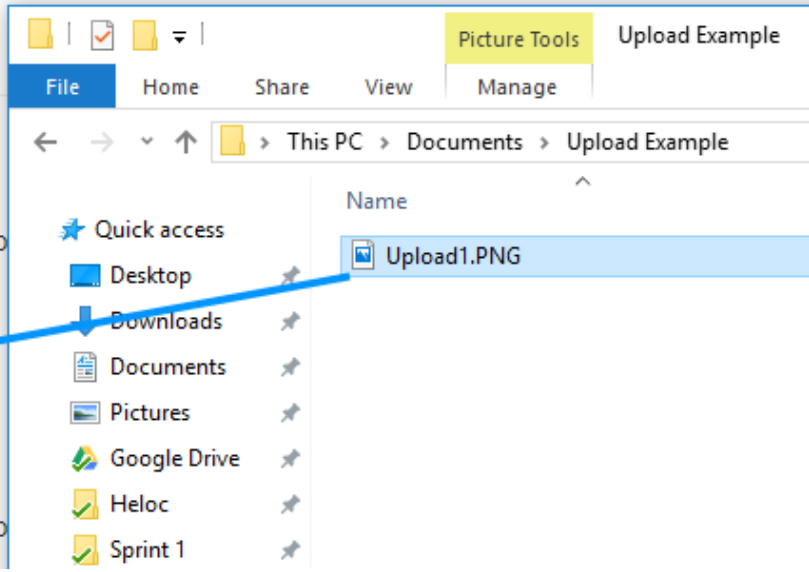 Picture Tools Upload Example
File Home Share View Manage
This PC > Documents > Upload Example
Name
Quick access
Upload1.PNG
Desktop
Downloads
Documents
Pictures
Google Drive
Heloc
Sprint 1